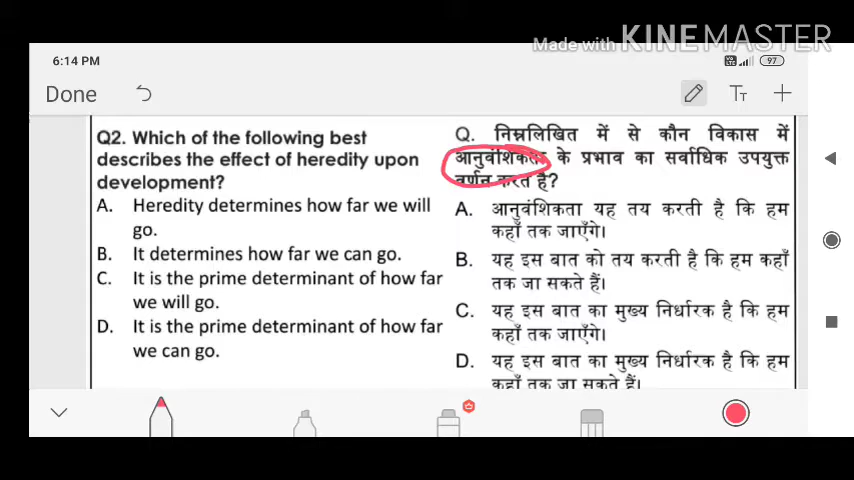 Made with KINEMASTER
6:14 PM
97
Done
Q2. Which of the following best
describes the effect of heredity upon
development?
A. Heredity determines how far we will
go.
B. It determines how far we can go.
C. It is the prime determinant of how far
we will go.
D. It is the prime determinant of how far
we can go.
Q. निम्नलिखित में से कौन विकास में
आनुवंशिकता के प्रभाव का सर्वाधिक उपयुक्त
वर्णन करते है?
A. आनुवंशिकता यह तय करती है कि हम
कहाँ तक जाएँगे।
B. यह इस बात को तय करती है कि हम कहाँ
तक जा सकते हैं।
C. यह इस बात का मुख्य निर्धारक है कि हम
कहाँ तक जाएँगे।
D. यह इस बात का मुख्य निर्धारक है कि हम
कहाँ तक जा सकते हैं।